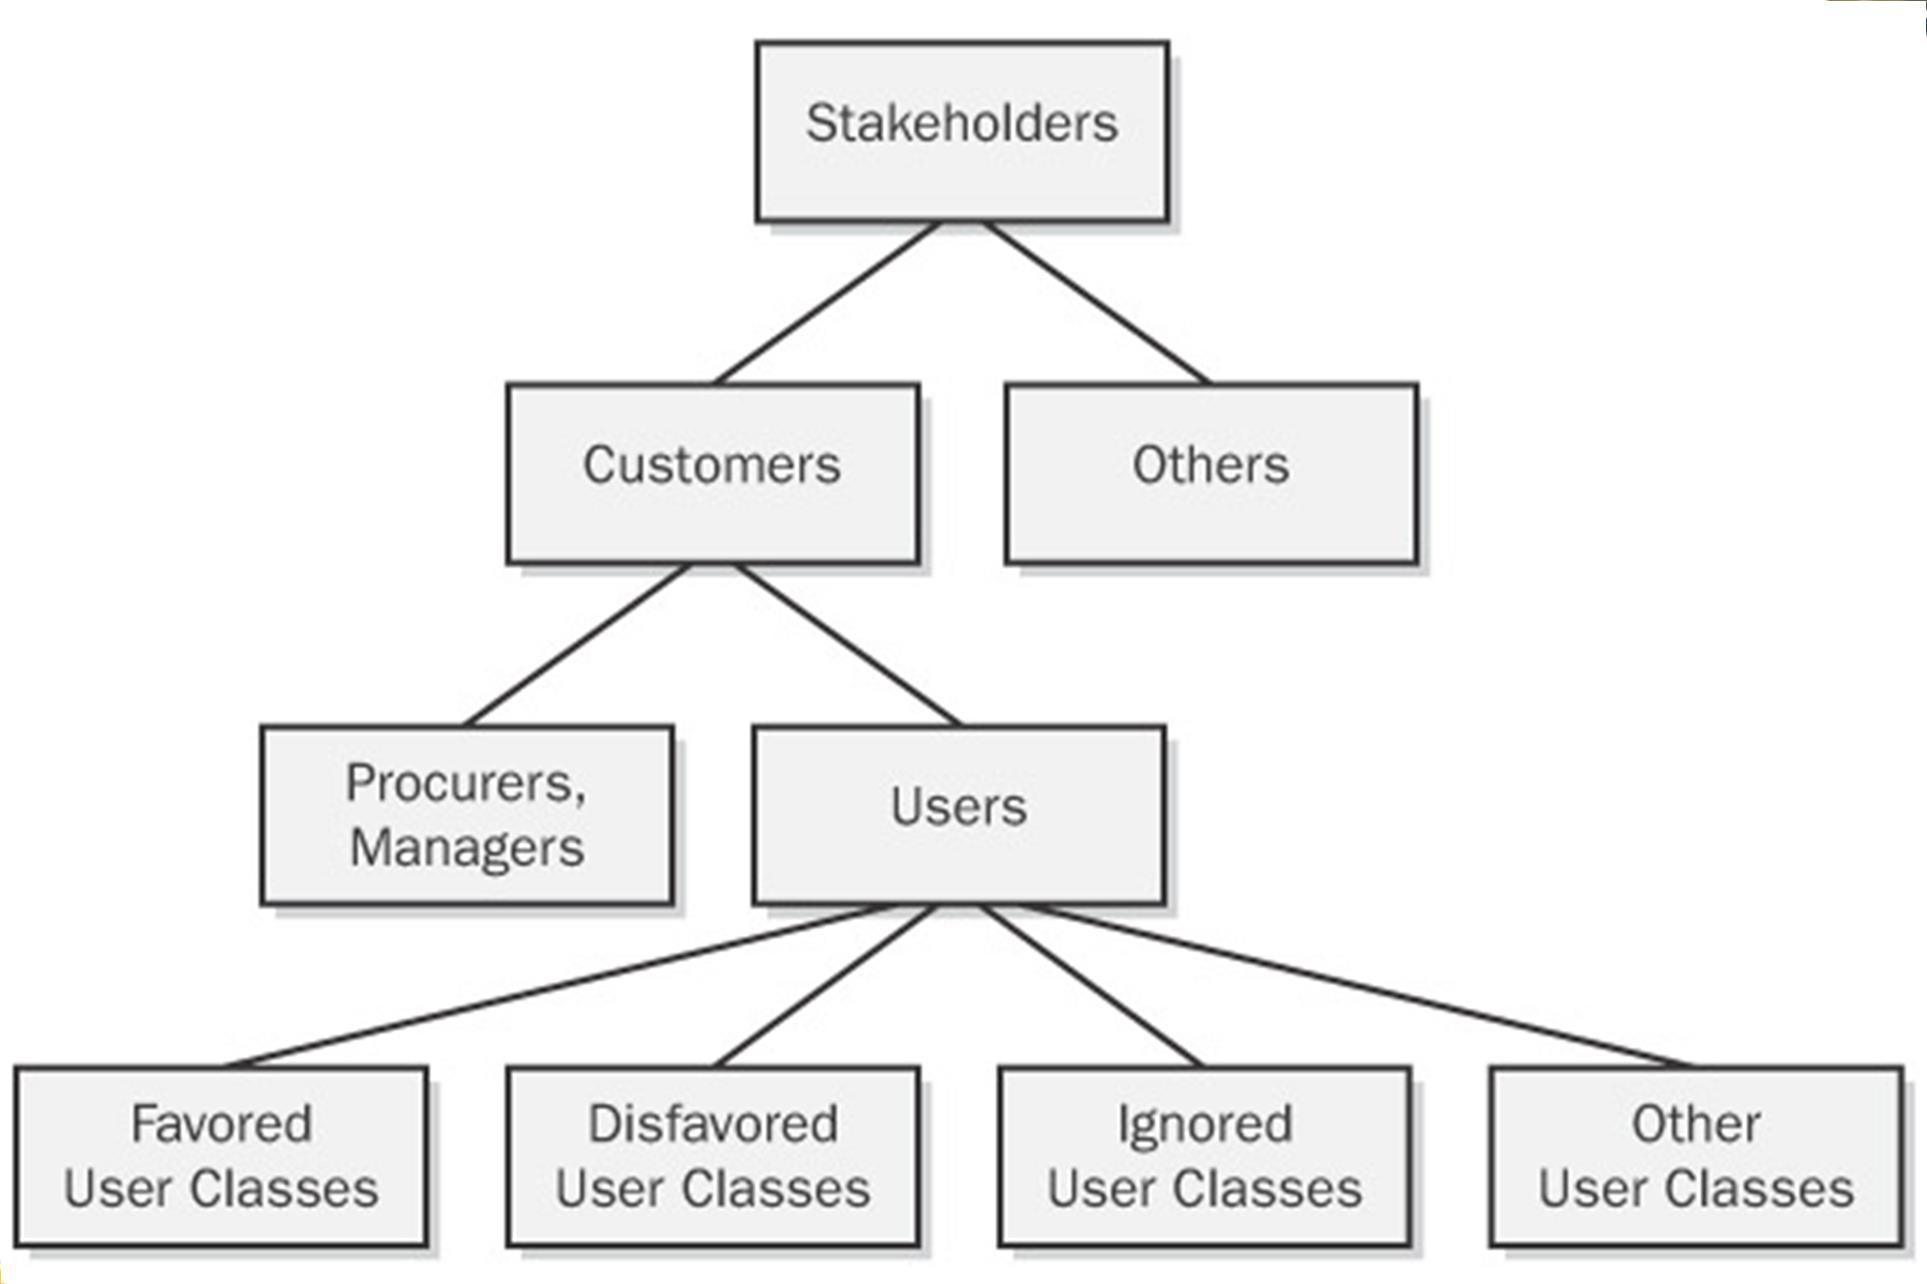 Stakeholders
Customers
Others
Procurers,
Managers
Users
Favored
User Classes
Disfavored
User Classes
Ignored
User Classes
Other
User Classes